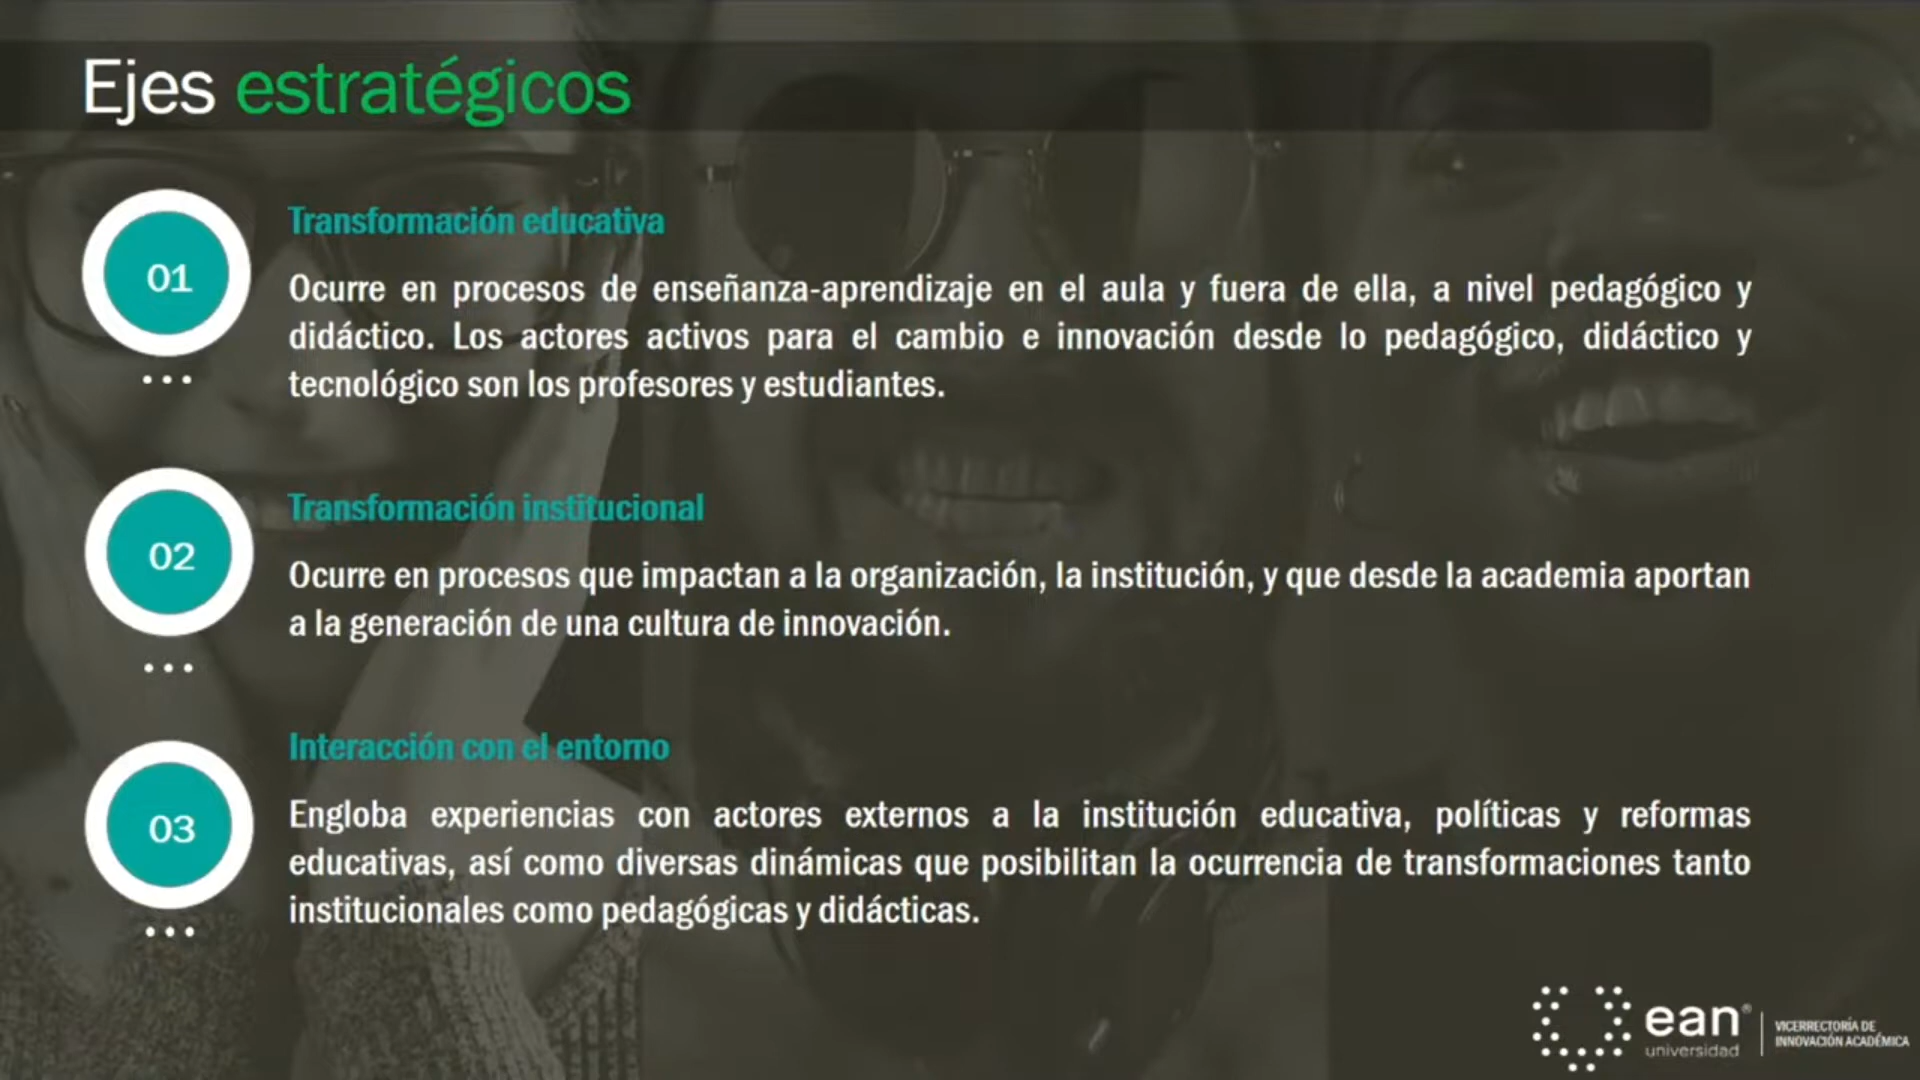 Ejes estratégicos
01
Transformación educativa
Ocurre en procesos de enseñanza-aprendizaje en el aula y fuera de ella, a nivel pedagógico y
didáctico. Los actores activos para el cambio e innovación desde lo pedagógico, didáctico y
tecnológico son los profesores y estudiantes.
02
Transformación institucional
Ocurre en procesos que impactan a la organización, la institución, y que desde la academia aportan
a la generación de una cultura de innovación.
03
Interacción con el entorno
Engloba experiencias con actores externos a la institución educativa, políticas y reformas
educativas, así como diversas dinámicas que posibilitan la ocurrencia de transformaciones tanto
institucionales como pedagógicas y didácticas.
ean®
universidad
VICERRECTORÍA DE
INNOVACIÓN ACADÉMICA